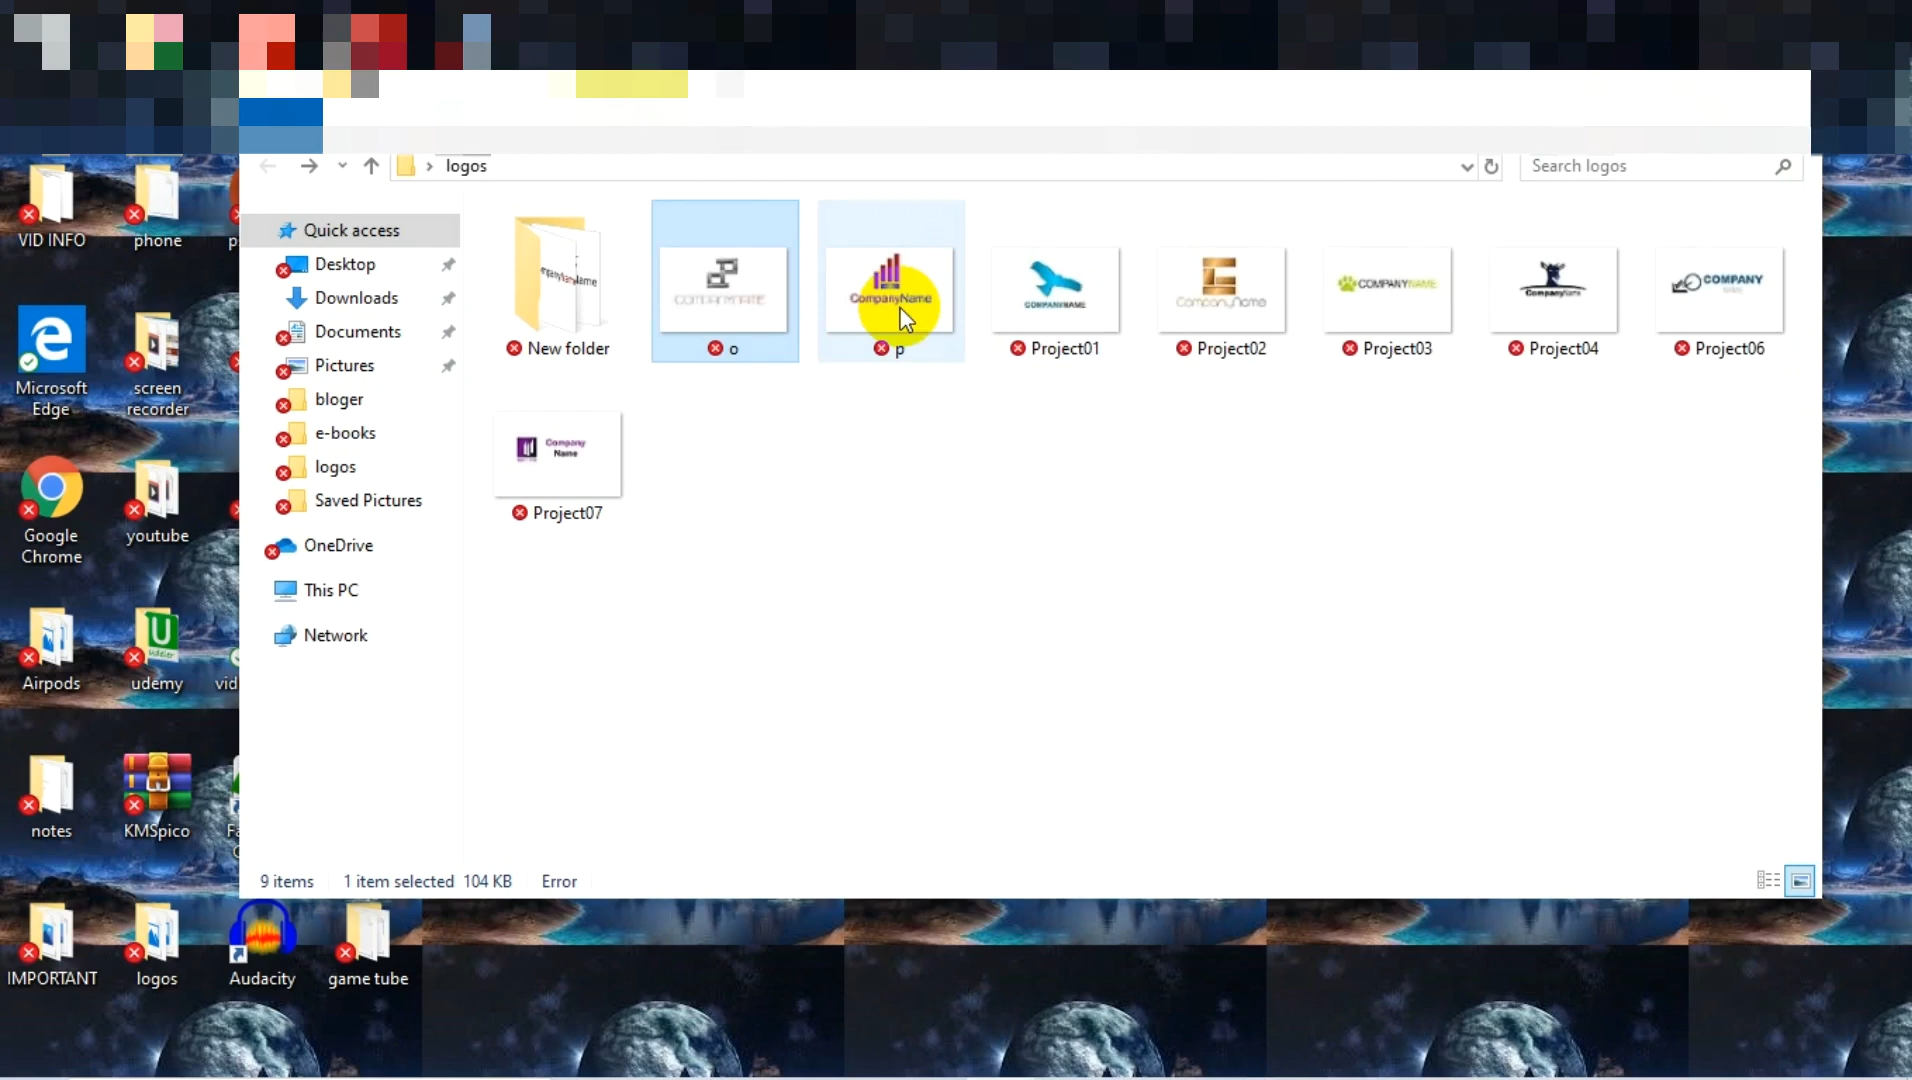 logos
Search logos
Quick access
Desktop
Downloads
Documents
Pictures
bloger
e-books
logos
Saved Pictures
OneDrive
This PC
Network
New folder
o
CompanyName
p
COMPANYNAME
Project01
CompanyName
Project02
COMPANYNAME
Project03
CompanyName
Project04
COMPANY
Project06
Company
Name
Project07
9 items
1 item selected 104 KB
Error
VID INFO
phone
Microsoft
Edge
screen
recorder
Google
Chrome
youtube
Airpods
udemy
vid
notes
KMSpico
IMPORTANT
logos
Audacity
game tube